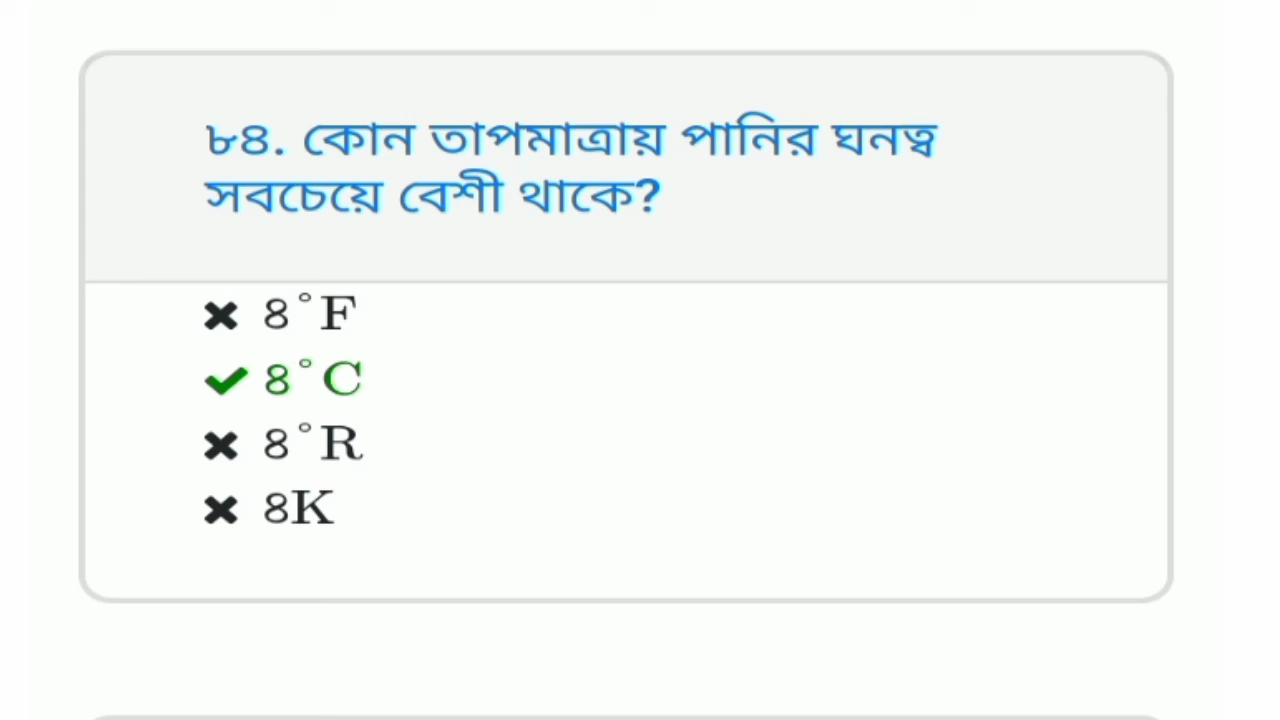 ৮৪. কোন তাপমাত্রায় পানির ঘনত্ব
সবচেয়ে বেশী থাকে?
✖ ৪°F
✔ ৪°C
✖ ৪°R
✖ ৪K